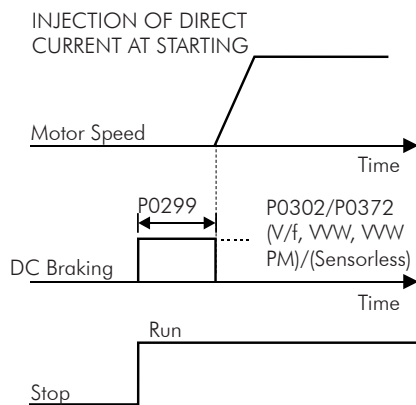 INJECTION OF DIRECT
CURRENT AT STARTING
Motor Speed
Time
P0299
P0302/P0372
(V/f, VVW, VVW
PM)/(Sensorless)
DC Braking
Time
Run
Stop